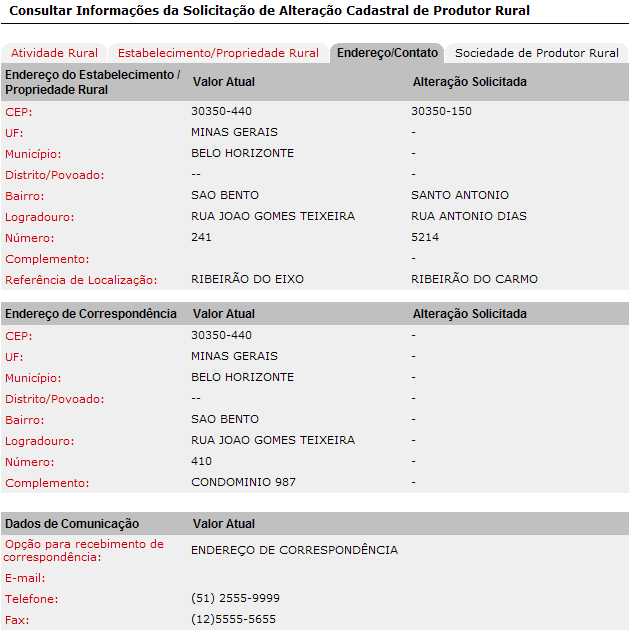 Consultar Informações da Solicitação de Alteração Cadastral de Produtor Rural
Atividade Rural Estabelecimento/Propriedade Rural Endereço/Contato Sociedade de Produtor Rural
Endereço do Estabelecimento / Propriedade Rural Valor Atual Alteração Solicitada
CEP: 30350-440 30350-150
UF: MINAS GERAIS -
Município: BELO HORIZONTE -
Distrito/Povoado: -- -
Bairro: SAO BENTO SANTO ANTONIO
Logradouro: RUA JOAO GOMES TEIXEIRA RUA ANTONIO DIAS
Número: 241 5214
Complemento: -
Referência de Localização: RIBEIRÃO DO EIXO RIBEIRÃO DO CARMO
Endereço de Correspondência Valor Atual Alteração Solicitada
CEP: 30350-440 -
UF: MINAS GERAIS -
Município: BELO HORIZONTE -
Distrito/Povoado: -- -
Bairro: SAO BENTO -
Logradouro: RUA JOAO GOMES TEIXEIRA -
Número: 410 -
Complemento: CONDOMINIO 987 -
Dados de Comunicação Valor Atual
Opção para recebimento de correspondência: ENDEREÇO DE CORRESPONDÊNCIA
E-mail:
Telefone: (51) 2555-9999
Fax: (12)5555-5655